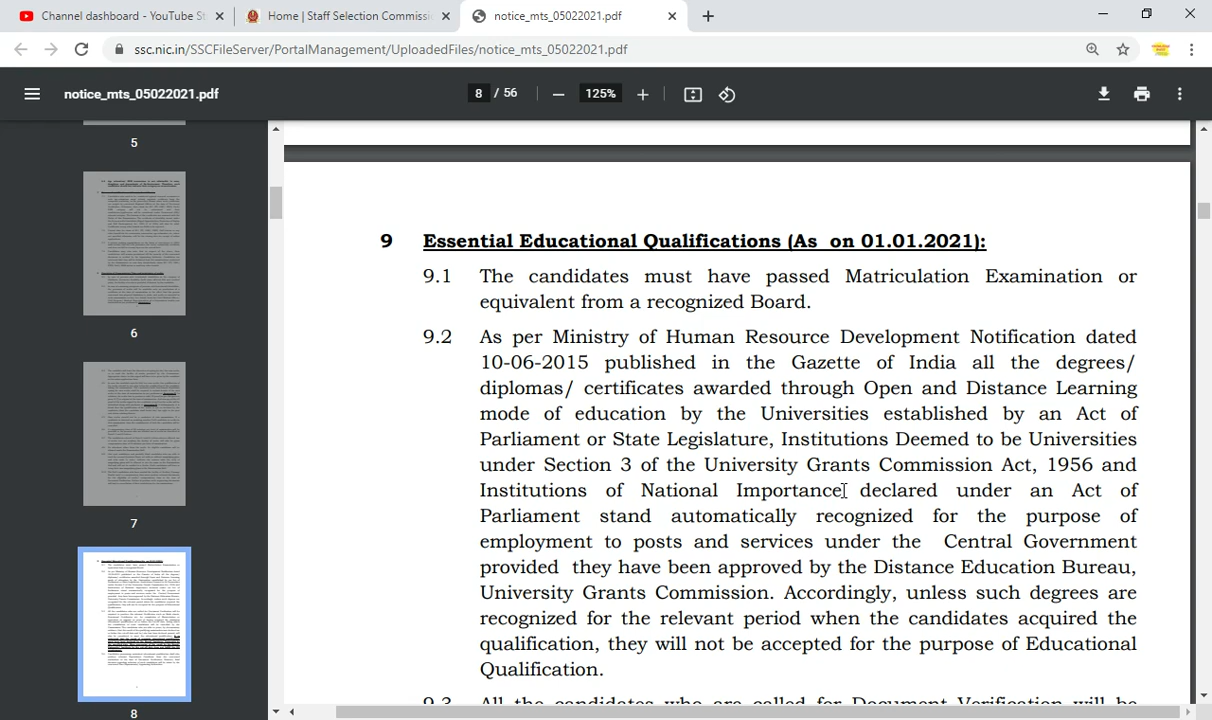 Channel dashboard - YouTube St
Home | Staff Selection Commissi
notice_mts_05022021.pdf
ssc.nic.in/SSCFileServer/PortalManagement/UploadedFiles/notice_mts_05022021.pdf
notice_mts_05022021.pdf
8 / 56
125%
5
6
7
8
9 Essential Educational Qualifications (As on 01.01.2021):
9.1 The candidates must have passed Matriculation Examination or
equivalent from a recognized Board.
9.2 As per Ministry of Human Resource Development Notification dated
10-06-2015 published in the Gazette of India all the degrees/
diplomas/ certificates awarded through Open and Distance Learning
mode of education by the Universities established by an Act of
Parliament or State Legislature, Institutions Deemed to be Universities
under Section 3 of the University Grants Commission Act, 1956 and
Institutions of National Importance declared under an Act of
Parliament stand automatically recognized for the purpose of
employment to posts and services under the Central Government
provided they have been approved by the Distance Education Bureau,
University Grants Commission. Accordingly, unless such degrees are
recognized for the relevant period when the candidates acquired the
qualification, they will not be accepted for the purpose of Educational
Qualification.
9.3 All the candidates who are called for Document Verification will be